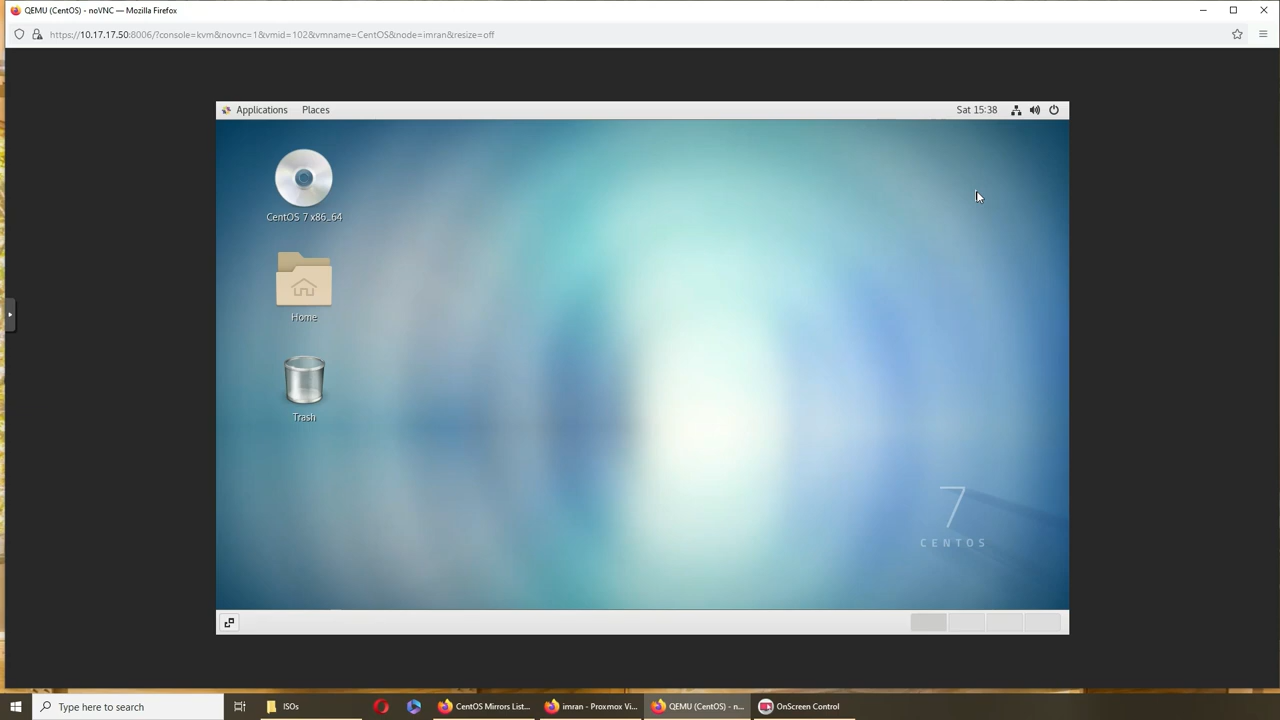 QEMU (CentOS) - noVNC — Mozilla Firefox
https://10.17.17.50:8006/?console=kvm&novnc=1&vmid=102&vmname=CentOS&node=imran&resize=off
Applications Places Sat 15:38
CentOS 7 x86_64
Home
Trash
7
CENTOS
Type here to search ISOs CentOS Mirrors List... imran - Proxmox Vi... QEMU (CentOS) - n... OnScreen Control